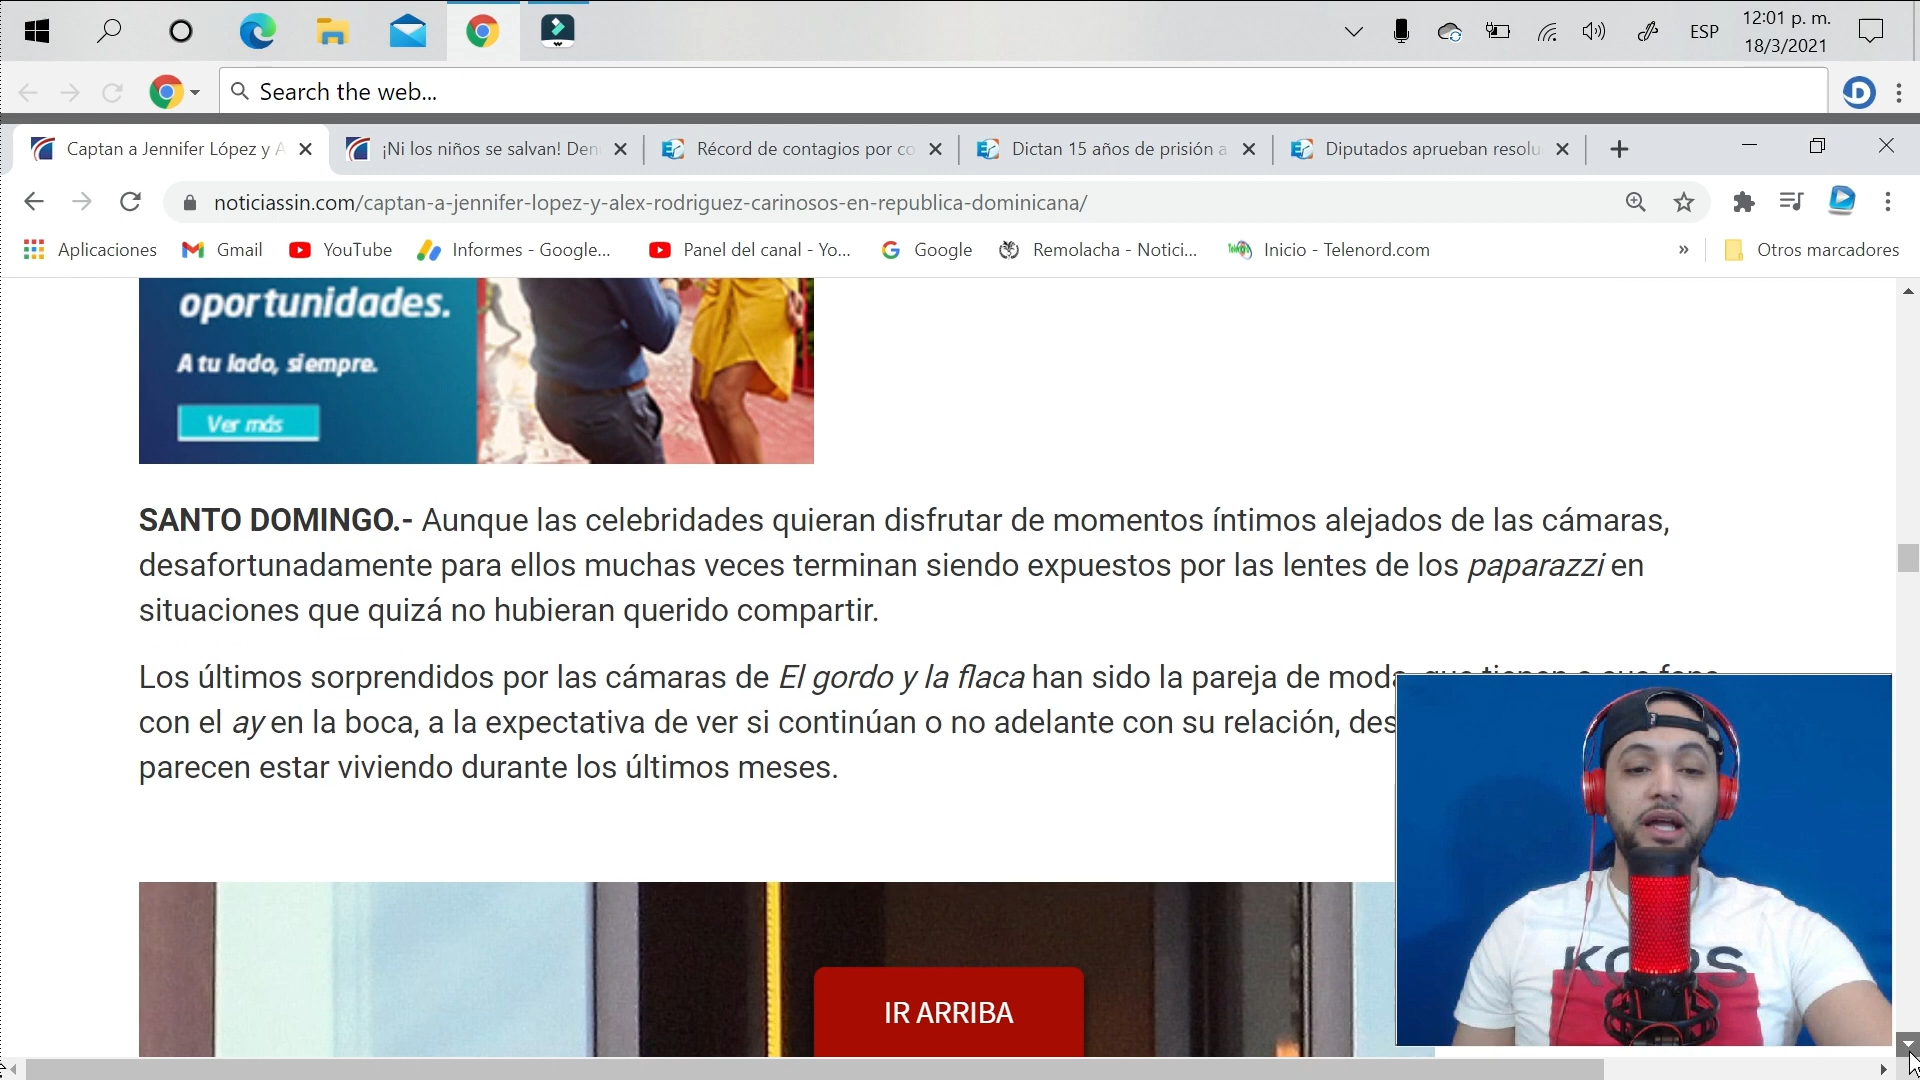 ESP
12:01 p. m.
18/3/2021
Search the web...
Captan a Jennifer López y A
¡Ni los niños se salvan! Den
Récord de contagios por co
Dictan 15 años de prisión a
Diputados aprueban resolu
noticiassin.com/captan-a-jennifer-lopez-y-alex-rodriguez-carinosos-en-republica-dominicana/
Aplicaciones
Gmail
YouTube
Informes - Google...
Panel del canal - Yo...
Google
Remolacha - Notici...
Inicio - Telenord.com
»
Otros marcadores
oportunidades.
A tu lado, siempre.
Ver más
SANTO DOMINGO.- Aunque las celebridades quieran disfrutar de momentos íntimos alejados de las cámaras,
desafortunadamente para ellos muchas veces terminan siendo expuestos por las lentes de los paparazzi en
situaciones que quizá no hubieran querido compartir.
Los últimos sorprendidos por las cámaras de El gordo y la flaca han sido la pareja de moda, que tienen a sus fans
con el ay en la boca, a la expectativa de ver si continúan o no adelante con su relación, des
parecen estar viviendo durante los últimos meses.
IR ARRIBA